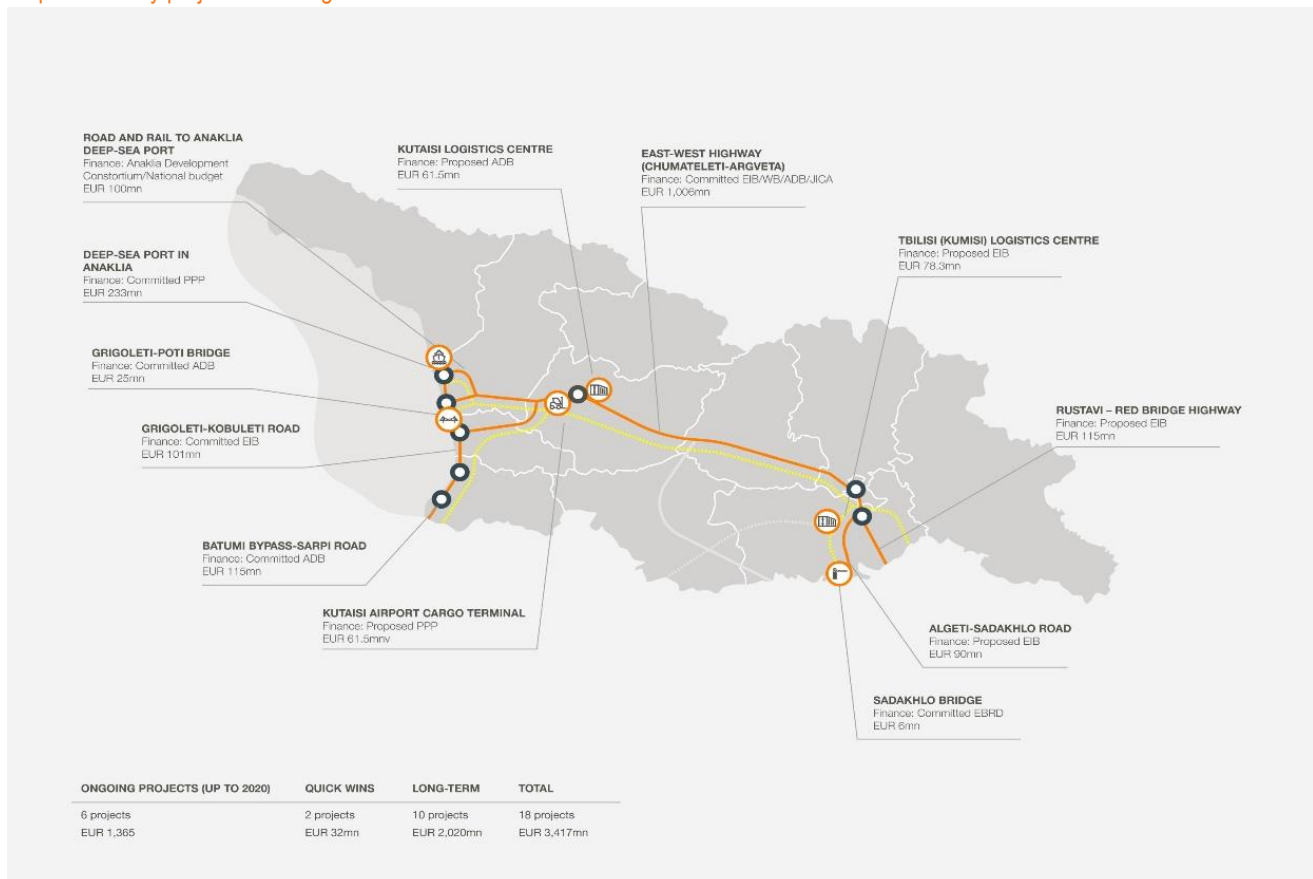 ROAD AND RAIL TO ANAKLIA
DEEP-SEA PORT
Finance: Anaklia Development
Constortium/National budget
EUR 100mn
KUTAISI LOGISTICS CENTRE
Finance: Proposed ADB
EUR 61.5mn
EAST-WEST HIGHWAY
(CHUMATELETI-ARGVETA)
Finance: Committed EIB/WB/ADB/JICA
EUR 1,006mn
TBILISI (KUMISI) LOGISTICS CENTRE
Finance: Proposed EIB
EUR 78.3mn
DEEP-SEA PORT IN
ANAKLIA
Finance: Committed PPP
EUR 233mn
GRIGOLETI-POTI BRIDGE
Finance: Committed ADB
EUR 25mn
RUSTAVI – RED BRIDGE HIGHWAY
Finance: Proposed EIB
EUR 115mn
GRIGOLETI-KOBULETI ROAD
Finance: Committed EIB
EUR 101mn
BATUMI BYPASS-SARPI ROAD
Finance: Committed ADB
EUR 115mn
KUTAISI AIRPORT CARGO TERMINAL
Finance: Proposed PPP
EUR 61.5mnv
ALGETI-SADAKHLO ROAD
Finance: Proposed EIB
EUR 90mn
SADAKHLO BRIDGE
Finance: Committed EBRD
EUR 6mn
ONGOING PROJECTS (UP TO 2020) QUICK WINS LONG-TERM TOTAL
6 projects 2 projects 10 projects 18 projects
EUR 1,365 EUR 32mn EUR 2,020mn EUR 3,417mn